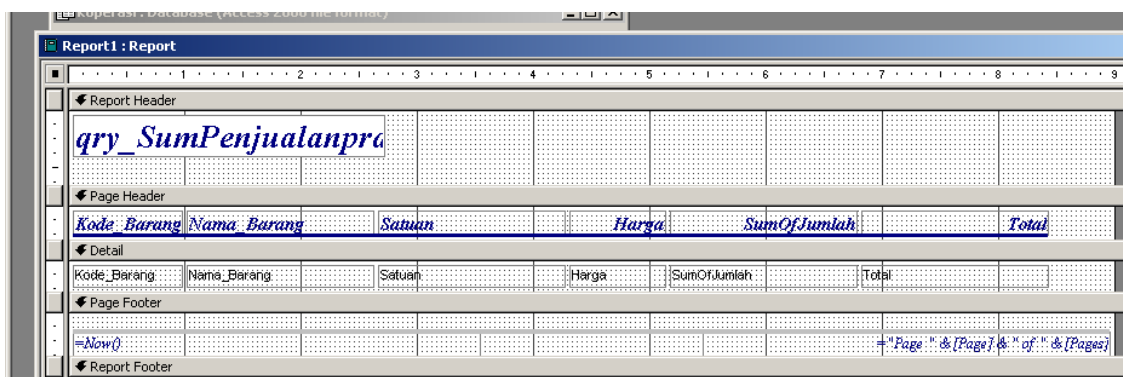 Koperasi : Database (Access 2000 file format)
Report1 : Report
1 2 3 4 5 6 7 8 9
Report Header
qry_SumPenjualanpra
Page Header
Kode_Barang Nama_Barang Satuan Harga SumOfJumlah Total
Detail
Kode_Barang Nama_Barang Satuan Harga SumOfJumlah Total
Page Footer
=Now() ="Page " & [Page] & " of " & [Pages]
Report Footer